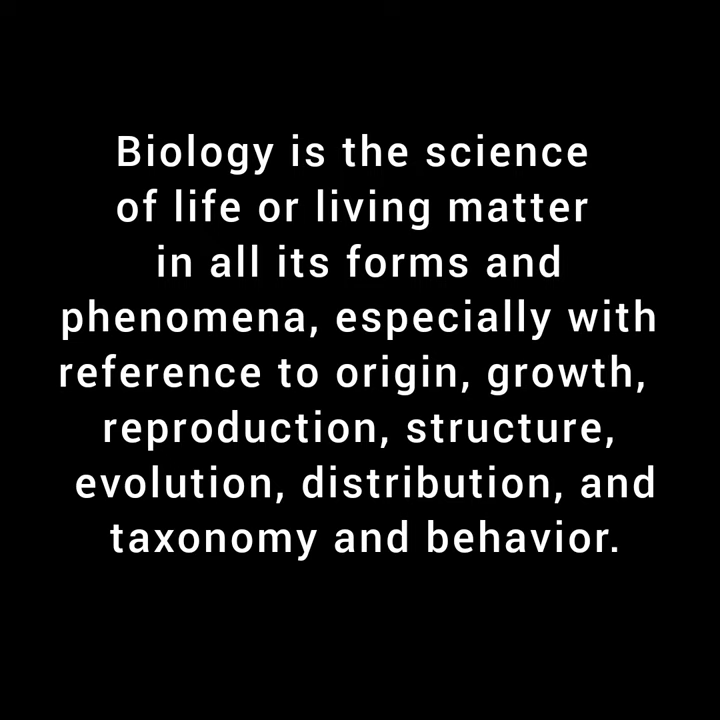 Biology is the science
of life or living matter
in all its forms and
phenomena, especially with
reference to origin, growth,
reproduction, structure,
evolution, distribution, and
taxonomy and behavior.